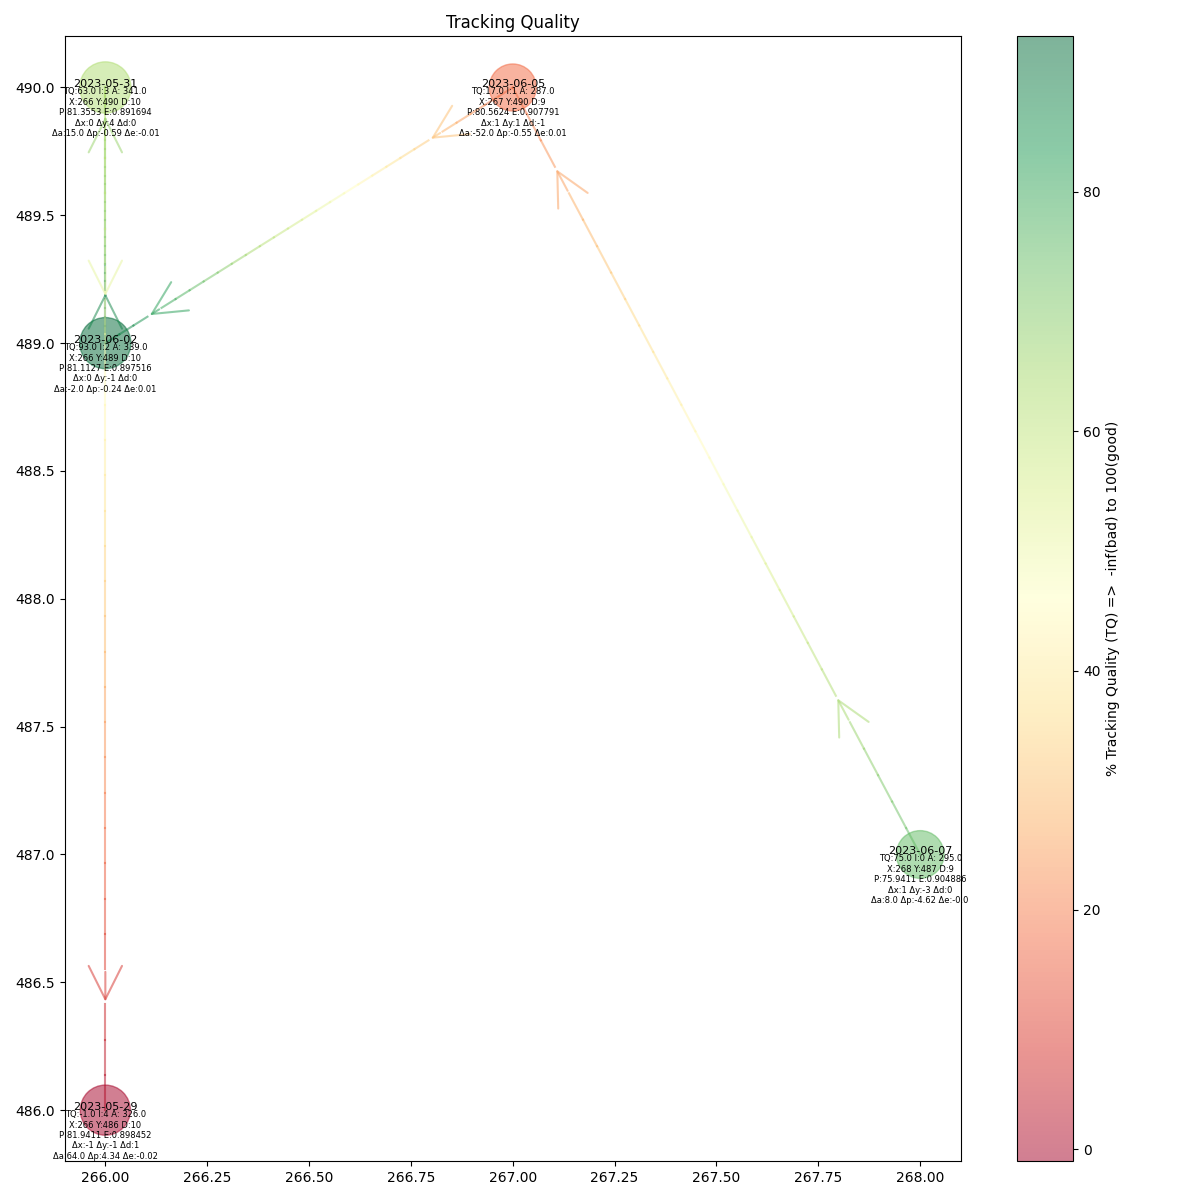 Tracking Quality
490.0
489.5
489.0
488.5
488.0
487.5
487.0
486.5
486.0
2023-05-31
TQ:63.0 I:3 A: 341.0
X:266 Y:490 D:10
P:81.3553 E:0.891694
Δx:0 Δy:4 Δd:0
Δa:15.0 Δp:-0.59 Δe:-0.01
2023-06-05
TQ:17.0 I:1 A: 287.0
X:267 Y:490 D:9
P:80.5624 E:0.907791
Δx:1 Δy:1 Δd:-1
Δa:-52.0 Δp:-0.55 Δe:0.01
2023-06-02
TQ:93.0 I:2 A: 339.0
X:266 Y:489 D:10
P:81.1127 E:0.897516
Δx:0 Δy:-1 Δd:0
Δa:-2.0 Δp:-0.24 Δe:0.01
2023-06-07
TQ:75.0 I:0 A: 295.0
X:268 Y:487 D:9
P:75.9411 E:0.904886
Δx:1 Δy:-3 Δd:0
Δa:8.0 Δp:-4.62 Δe:-0.0
2023-05-29
TQ:-1.0 I:4 A: 326.0
X:266 Y:486 D:10
P:81.9411 E:0.898452
Δx:-1 Δy:-1 Δd:1
Δa:64.0 Δp:4.34 Δe:-0.02
266.00 266.25 266.50 266.75 267.00 267.25 267.50 267.75 268.00
80
60
40
20
0
% Tracking Quality (TQ) => -inf(bad) to 100(good)